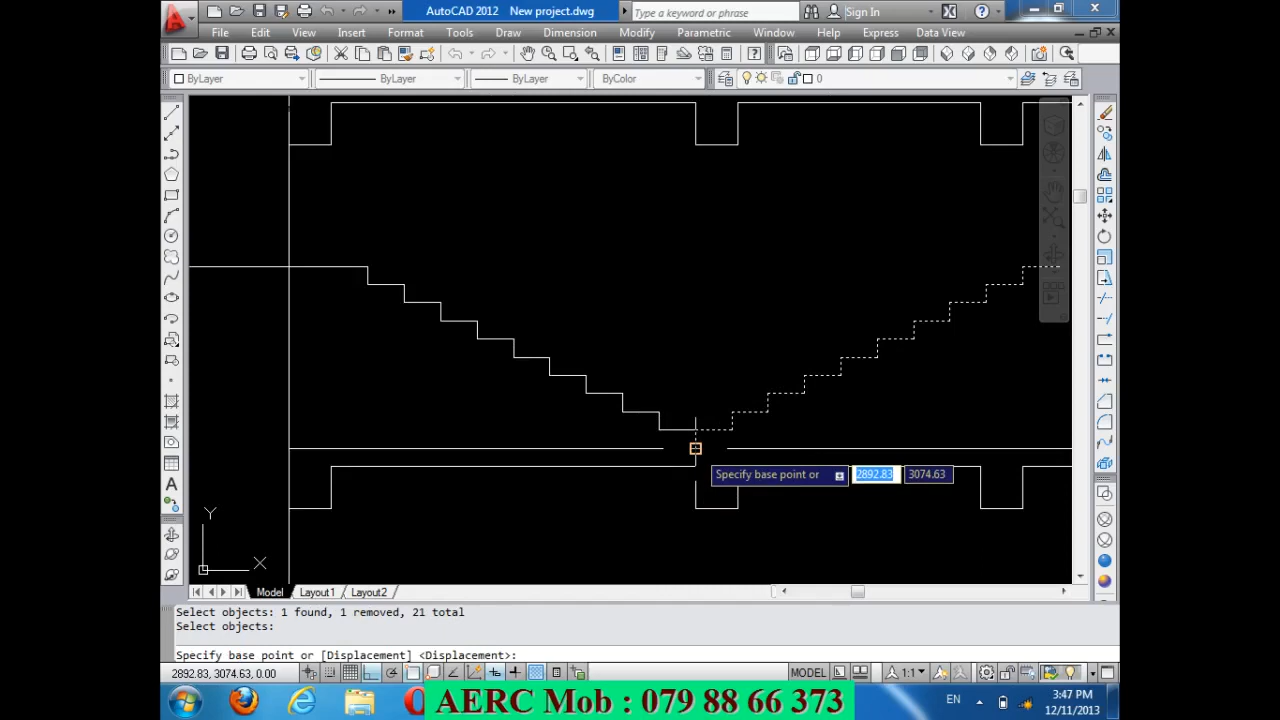 AutoCAD 2012 New project.dwg
Type a keyword or phrase
Sign In
File Edit View Insert Format Tools Draw Dimension Modify Parametric Window Help Express Data View
ByLayer ByLayer ByLayer ByColor 0
Specify base point or 2892.83 3074.63
Y
X
Model Layout1 Layout2
Select objects: 1 found, 1 removed, 21 total
Select objects:
Specify base point or [Displacement] <Displacement>:
2892.83, 3074.63, 0.00 MODEL 1:1
AERC Mob : 079 88 66 373
EN 3:47 PM
12/11/2013